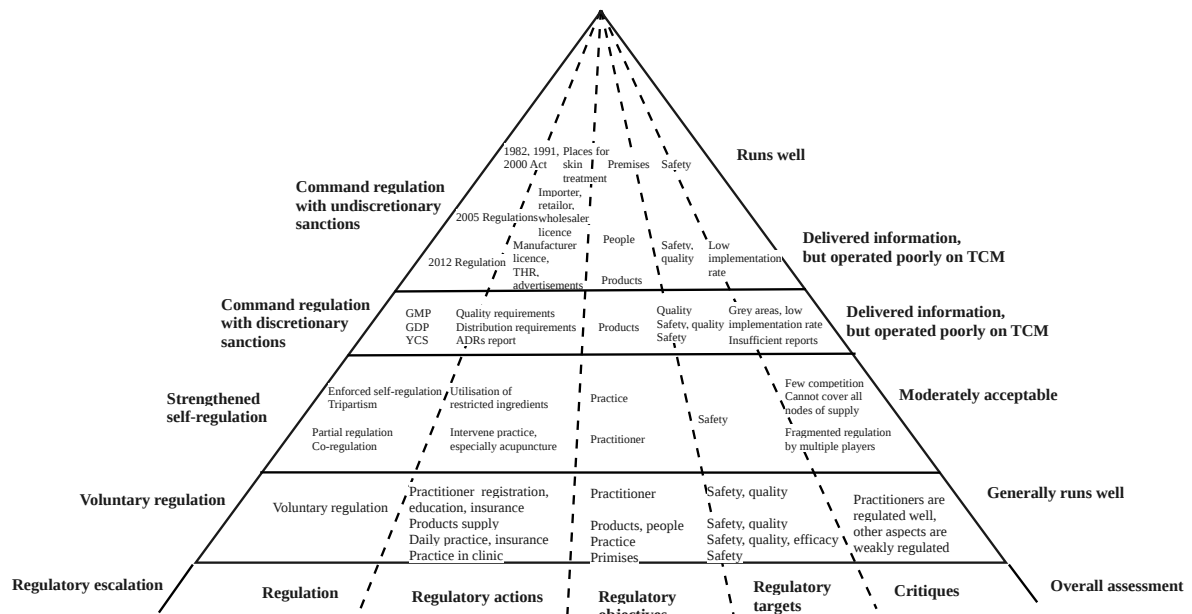 1982, 1991, Places for
2000 Act skin Premises Safety
treatment
Runs well
Command regulation
with undiscretionary
sanctions
Importer,
retailor,
2005 Regulations wholesaler
licence
People
Manufacturer
licence,
2012 Regulation
THR,
advertisements
Products
Safety,
quality
Low
implementation
rate
Delivered information,
but operated poorly on TCM
Command regulation
with discretionary
sanctions
GMP
GDP
YCS
Quality requirements
Distribution requirements
ADRs report
Products
Quality
Safety, quality
Safety
Grey areas, low
implementation rate
Insufficient reports
Delivered information,
but operated poorly on TCM
Strengthened
self-regulation
Enforced self-regulation
Tripartism
Partial regulation
Co-regulation
Utilisation of
restricted ingredients
Intervene practice,
especially acupuncture
Practice
Practitioner
Safety
Few competition
Cannot cover all
nodes of supply
Fragmented regulation
by multiple players
Moderately acceptable
Voluntary regulation
Voluntary regulation
Practitioner registration,
education, insurance
Products supply
Daily practice, insurance
Practice in clinic
Practitioner
Products, people
Practice
Primises
Safety, quality
Safety, quality
Safety, quality, efficacy
Safety
Practitioners are
regulated well,
other aspects are
weakly regulated
Generally runs well
Regulatory escalation
Regulation
Regulatory actions
Regulatory
objectives
Regulatory
targets
Critiques
Overall assessment